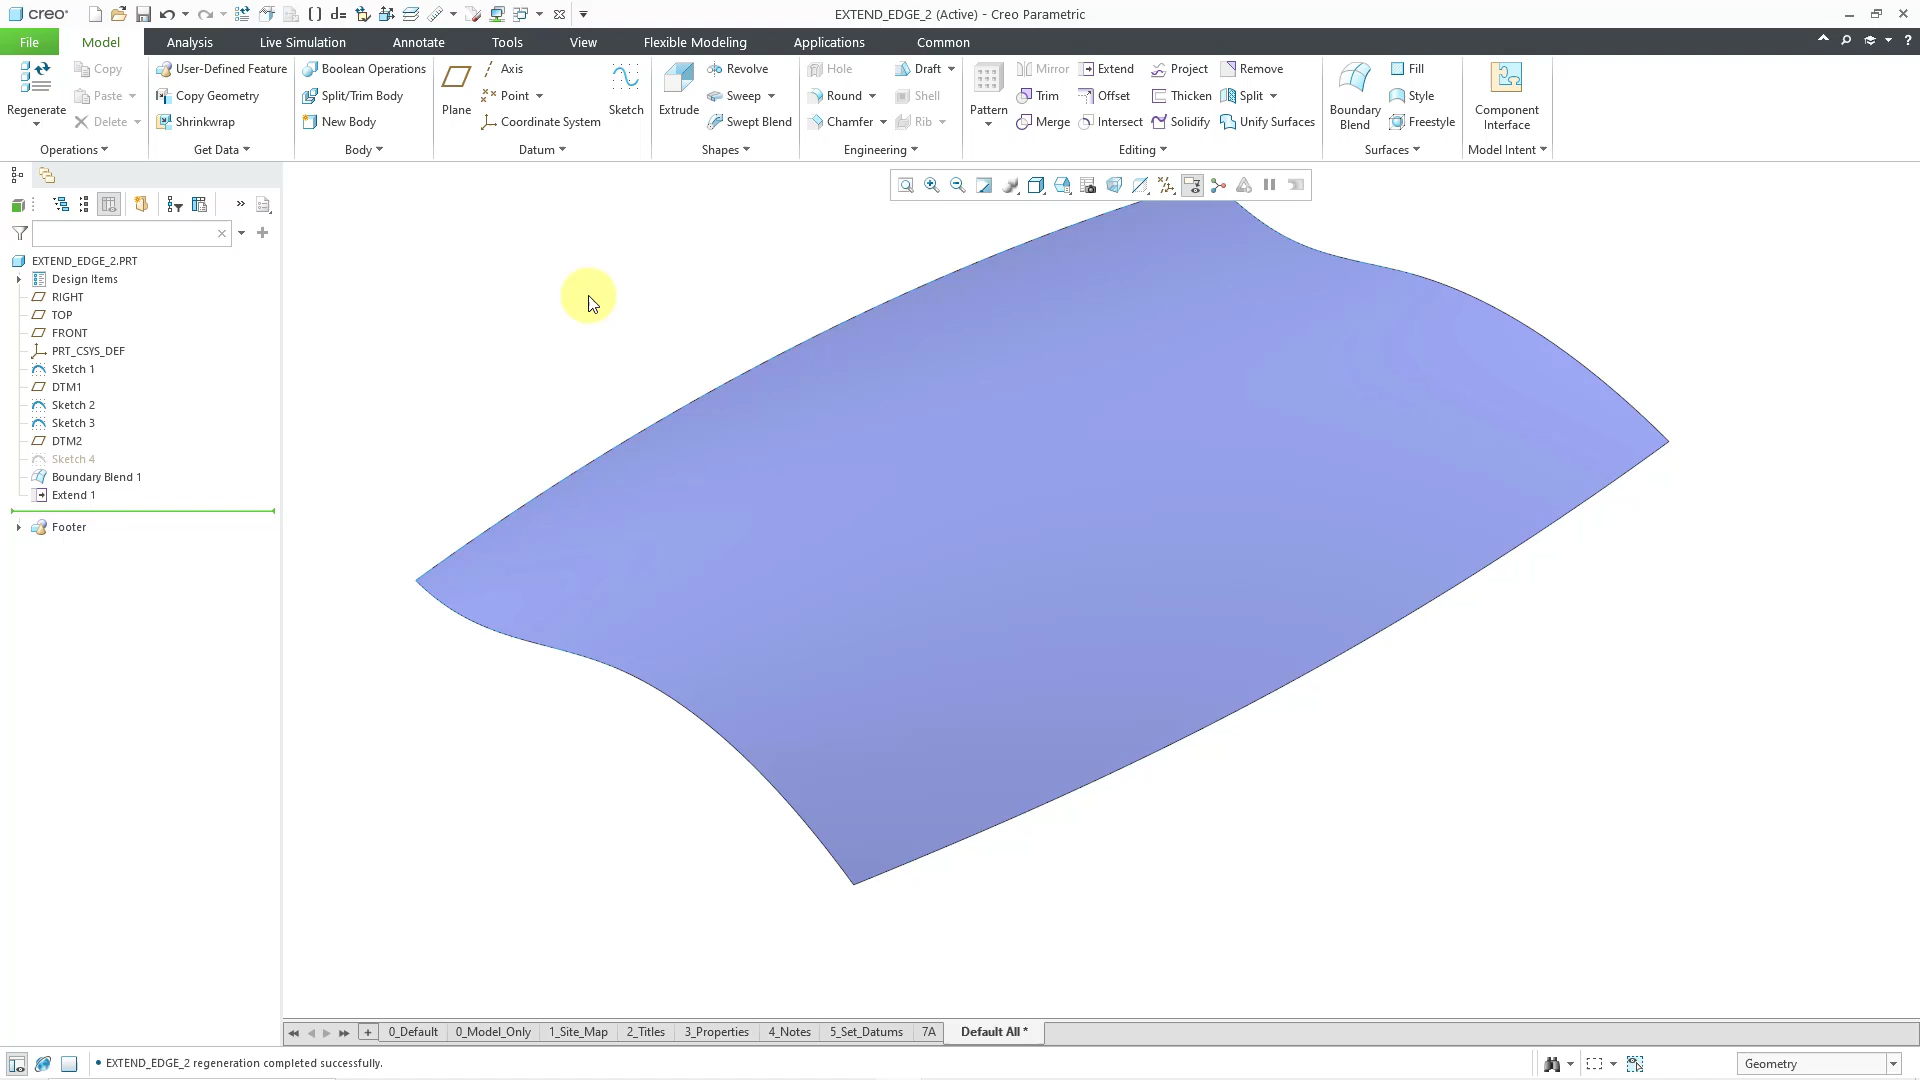 creo
EXTEND_EDGE_2 (Active) - Creo Parametric
File Model Analysis Live Simulation Annotate Tools View Flexible Modeling Applications Common
Regenerate
Copy
Paste
Delete
Operations
User-Defined Feature
Copy Geometry
Shrinkwrap
Get Data
Boolean Operations
Split/Trim Body
New Body
Body
Plane
Axis
Point
Coordinate System
Sketch
Datum
Extrude
Revolve
Sweep
Swept Blend
Shapes
Hole
Round
Chamfer
Draft
Shell
Rib
Engineering
Pattern
Mirror
Trim
Merge
Extend
Offset
Intersect
Project
Thicken
Solidify
Remove
Split
Unify Surfaces
Editing
Boundary
Blend
Fill
Style
Freestyle
Surfaces
Component
Interface
Model Intent
EXTEND_EDGE_2.PRT
Design Items
RIGHT
TOP
FRONT
PRT_CSYS_DEF
Sketch 1
DTM1
Sketch 2
Sketch 3
DTM2
Sketch 4
Boundary Blend 1
Extend 1
Footer
0_Default 0_Model_Only 1_Site_Map 2_Titles 3_Properties 4_Notes 5_Set_Datums 7A Default All *
• EXTEND_EDGE_2 regeneration completed successfully.
Geometry